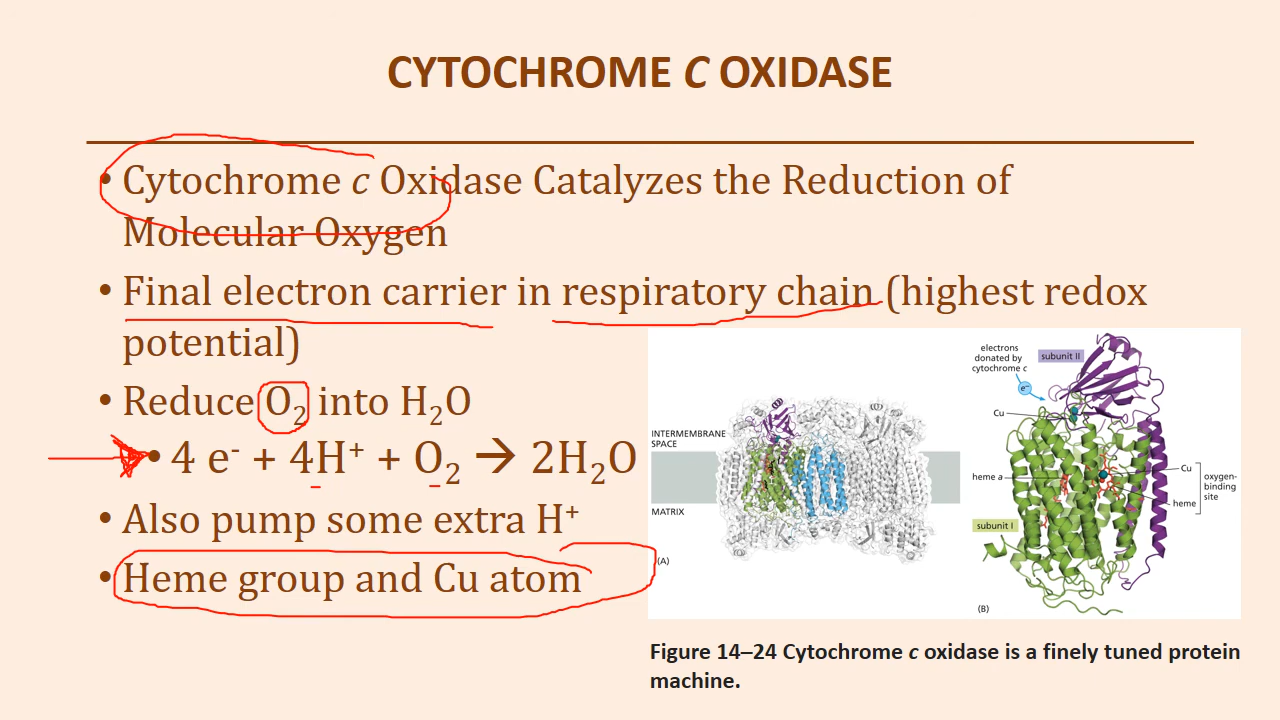 CYTOCHROME C OXIDASE
• Cytochrome c Oxidase Catalyzes the Reduction of
Molecular Oxygen
• Final electron carrier in respiratory chain (highest redox
potential)
• Reduce O₂ into H₂O
• 4 e⁻ + 4H⁺ + O₂ → 2H₂O
• Also pump some extra H⁺
• Heme group and Cu atom
INTERMEMBRANE
SPACE
MATRIX
(A)
electrons
donated by
cytochrome c
subunit II
e⁻
Cu
heme a
Cu
heme
oxygen-
binding
site
subunit I
(B)
Figure 14–24 Cytochrome c oxidase is a finely tuned protein
machine.